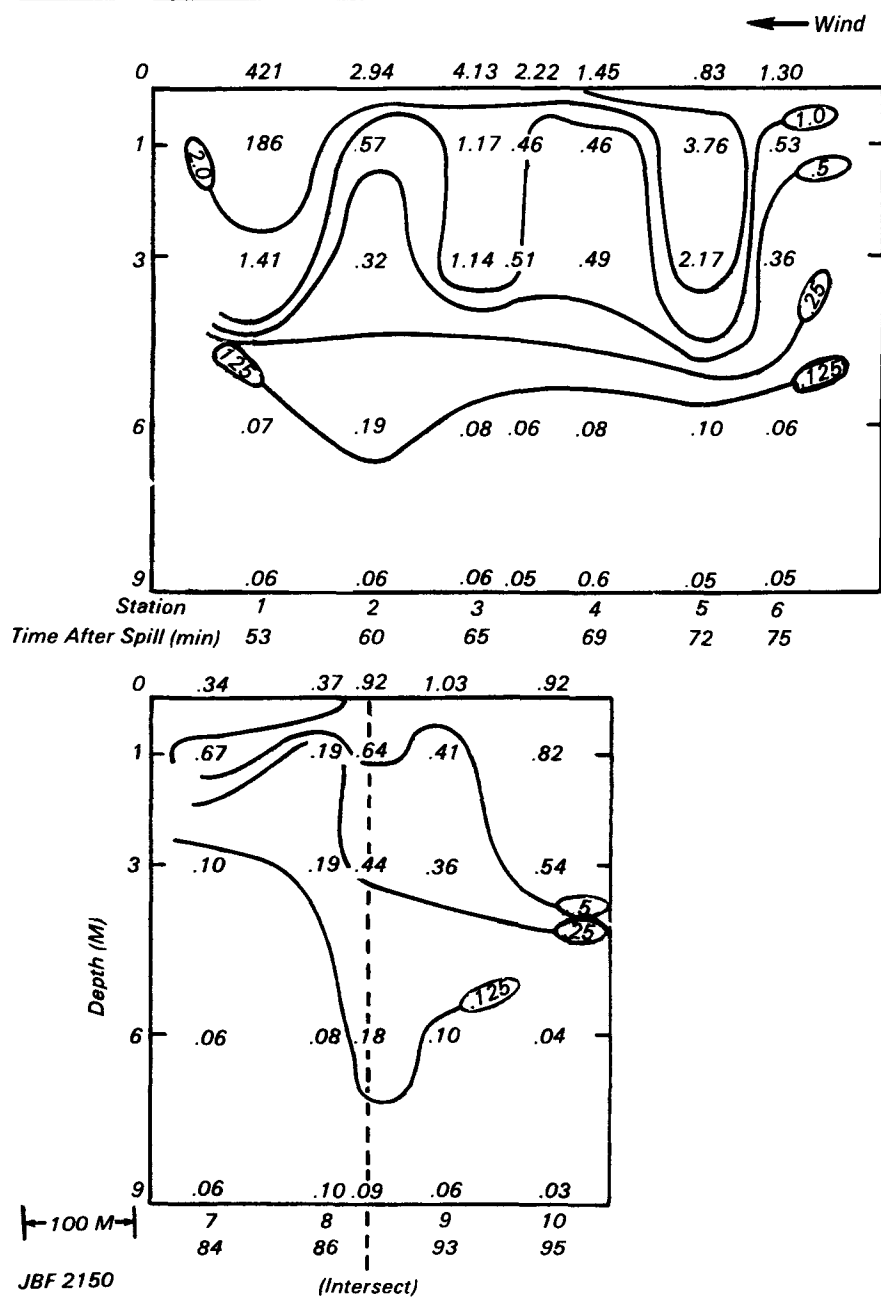 Wind
0 421 2.94 4.13 2.22 1.45 .83 1.30
1.0
1 186 .57 1.17 .46 .46 3.76 .53
2.0 .5
3 1.41 .32 1.14 .51 .49 2.17 .36
.25
.125 .125
6 .07 .19 .08 .06 .08 .10 .06
9 .06 .06 .06 .05 0.6 .05 .05
Station 1 2 3 4 5 6
Time After Spill (min) 53 60 65 69 72 75
0 .34 .37 .92 1.03 .92
1 .67 .19 .64 .41 .82
3 .10 .19 .44 .36 .54
.5
.25
Depth (M)
.125
6 .06 .08 .18 .10 .04
9 .06 .10 .09 .06 .03
100 M 7 8 9 10
84 86 93 95
JBF 2150 (Intersect)